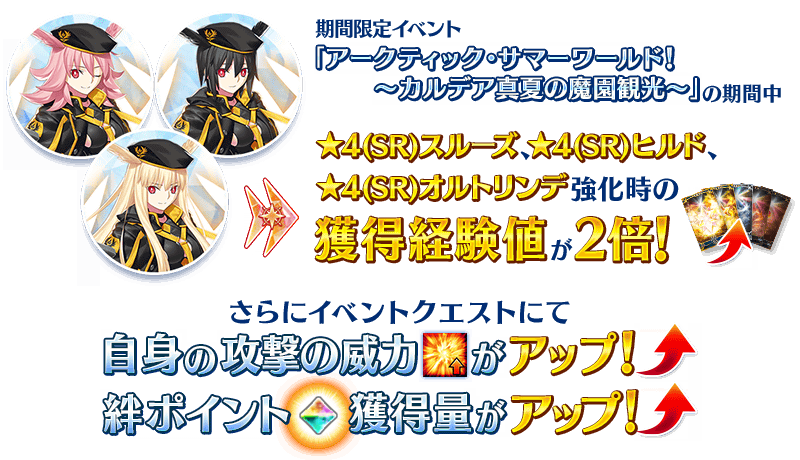 期間限定イベント
「アークティック・サマーワールド!
～カルデア真夏の魔園観光～」の期間中
★4(SR)スルーズ、★4(SR)ヒルド、
★4(SR)オルトリンデ強化時の
獲得経験値が2倍!
さらにイベントクエストにて
自身の攻撃の威力がアップ!
絆ポイント獲得量がアップ!